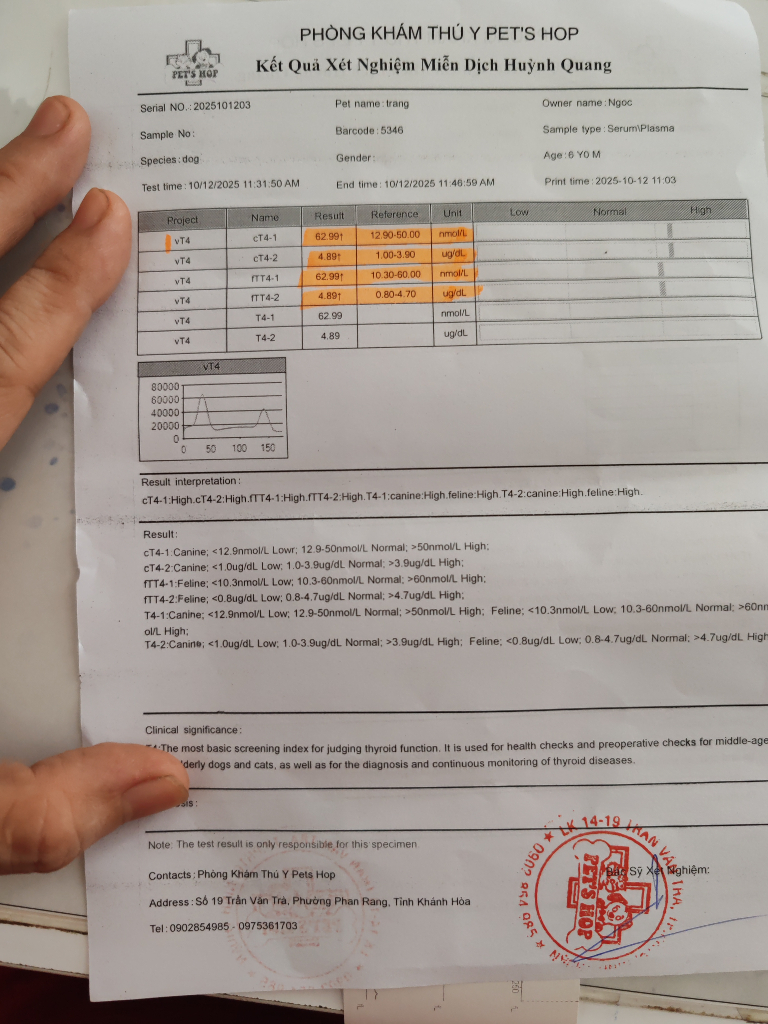 PHÒNG KHÁM THÚ Y PET'S HOP
PET'S HOP
Kết Quả Xét Nghiệm Miễn Dịch Huỳnh Quang
Serial NO.: 2025101203 Pet name: trang Owner name: Ngoc
Sample No: Barcode: 5346 Sample type: Serum\Plasma
Species: dog Gender: Age: 6 Y0 M
Test time: 10/12/2025 11:31:50 AM End time: 10/12/2025 11:46:59 AM Print time: 2025-10-12 11:03
Project Name Result Reference Unit Low Normal High
vT4 cT4-1 62.99↑ 12.90-50.00 nmol/L
vT4 cT4-2 4.89↑ 1.00-3.90 ug/dL
vT4 fTT4-1 62.99↑ 10.30-60.00 nmol/L
vT4 fTT4-2 4.89↑ 0.80-4.70 ug/dL
vT4 T4-1 62.99 nmol/L
vT4 T4-2 4.89 ug/dL
vT4
80000
60000
40000
20000
0
0 50 100 150
Result interpretation:
cT4-1:High.cT4-2:High.fTT4-1:High.fTT4-2:High.T4-1:canine:High.feline:High.T4-2:canine:High.feline:High.
Result:
cT4-1:Canine; <12.9nmol/L Lowr; 12.9-50nmol/L Normal; >50nmol/L High;
cT4-2:Canine; <1.0ug/dL Low; 1.0-3.9ug/dL Normal; >3.9ug/dL High;
fTT4-1:Feline; <10.3nmol/L Low; 10.3-60nmol/L Normal; >60nmol/L High;
fTT4-2:Feline; <0.8ug/dL Low; 0.8-4.7ug/dL Normal; >4.7ug/dL High;
T4-1:Canine; <12.9nmol/L Low; 12.9-50nmol/L Normal; >50nmol/L High; Feline; <10.3nmol/L Low; 10.3-60nmol/L Normal; >60nm
ol/L High;
T4-2:Canine; <1.0ug/dL Low; 1.0-3.9ug/dL Normal; >3.9ug/dL High; Feline; <0.8ug/dL Low; 0.8-4.7ug/dL Normal; >4.7ug/dL High
Clinical significance:
:The most basic screening index for judging thyroid function. It is used for health checks and preoperative checks for middle-age
derly dogs and cats, as well as for the diagnosis and continuous monitoring of thyroid diseases.
sis:
Note: The test result is only responsible for this specimen
Contacts: Phòng Khám Thú Y Pets Hop
Bác Sỹ Xét Nghiệm:
Address: Số 19 Trần Văn Trà, Phường Phan Rang, Tỉnh Khánh Hòa
Tel: 0902854985 - 0975361703
LK 14-19 TRẦN VĂN TRÀ
PET'S HOP